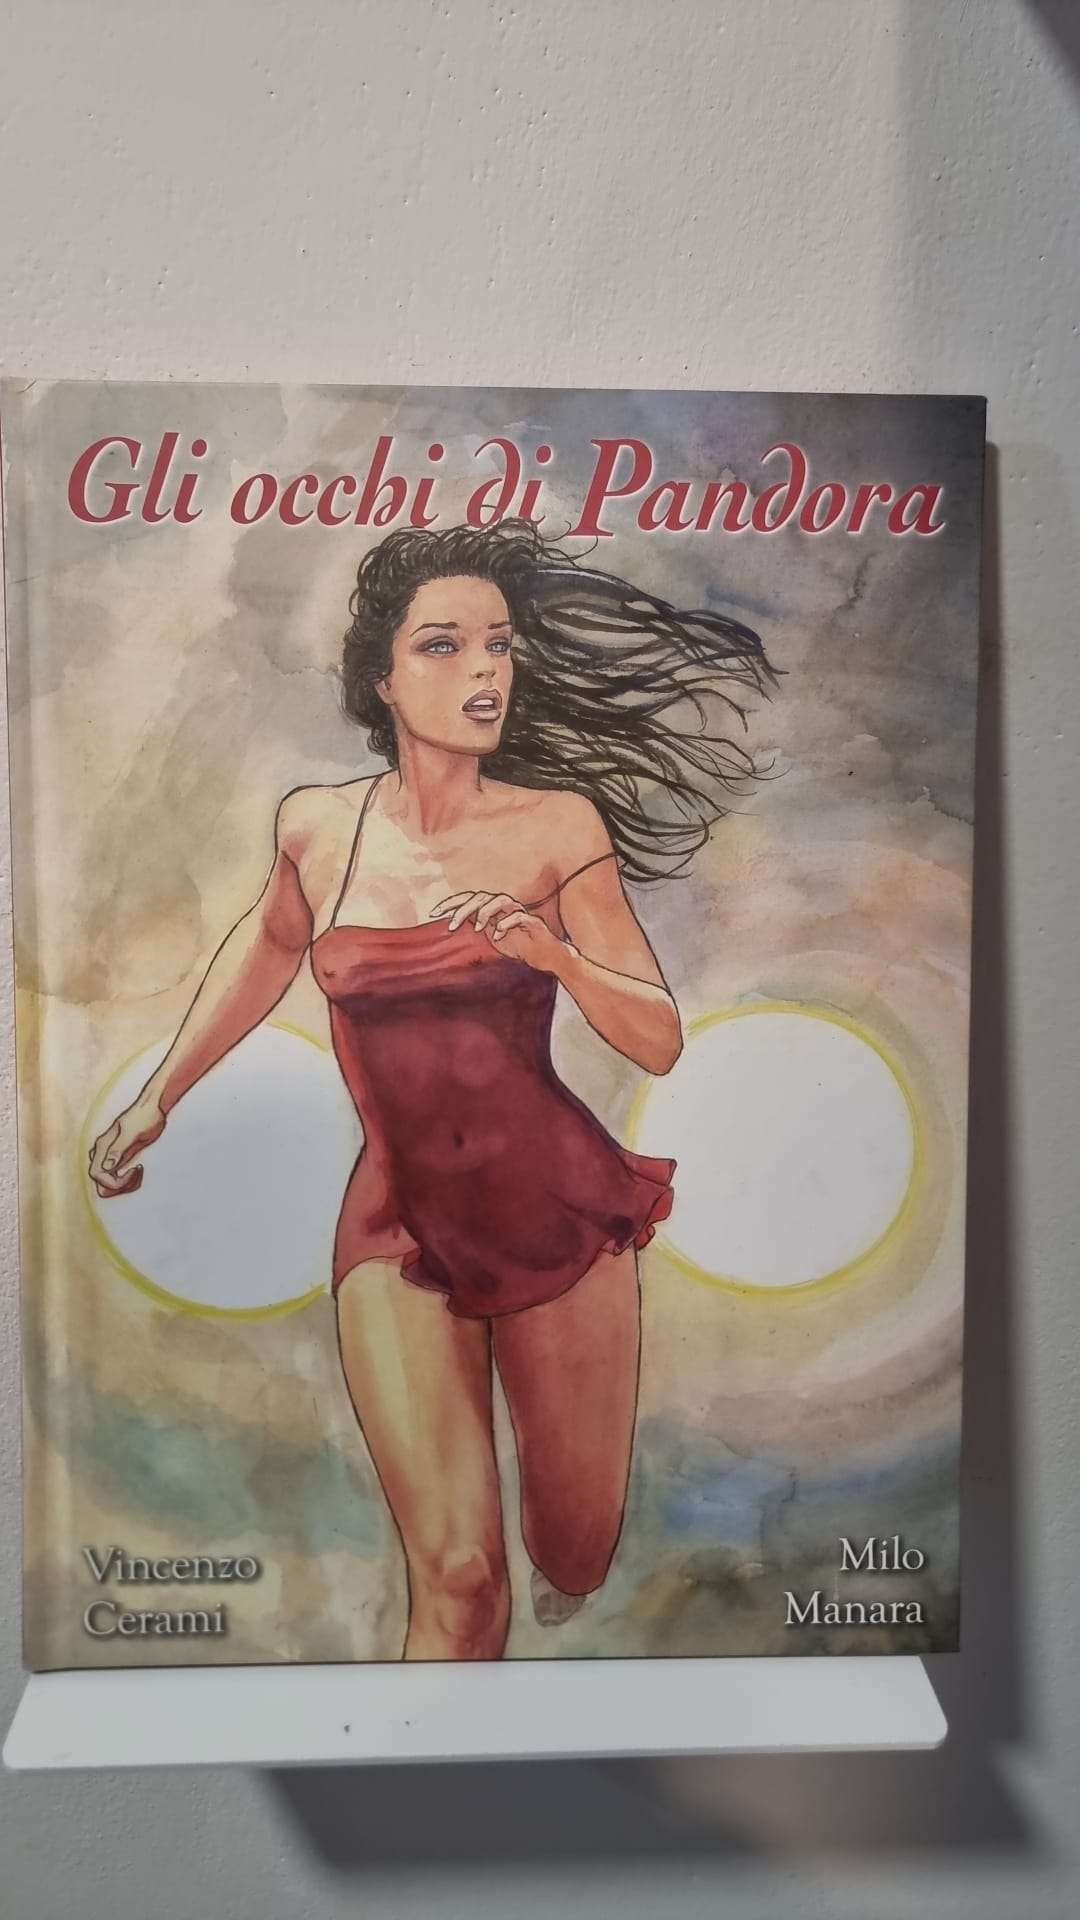 Gli occhi di Pandora
Vincenzo
Cerami
Milo
Manara